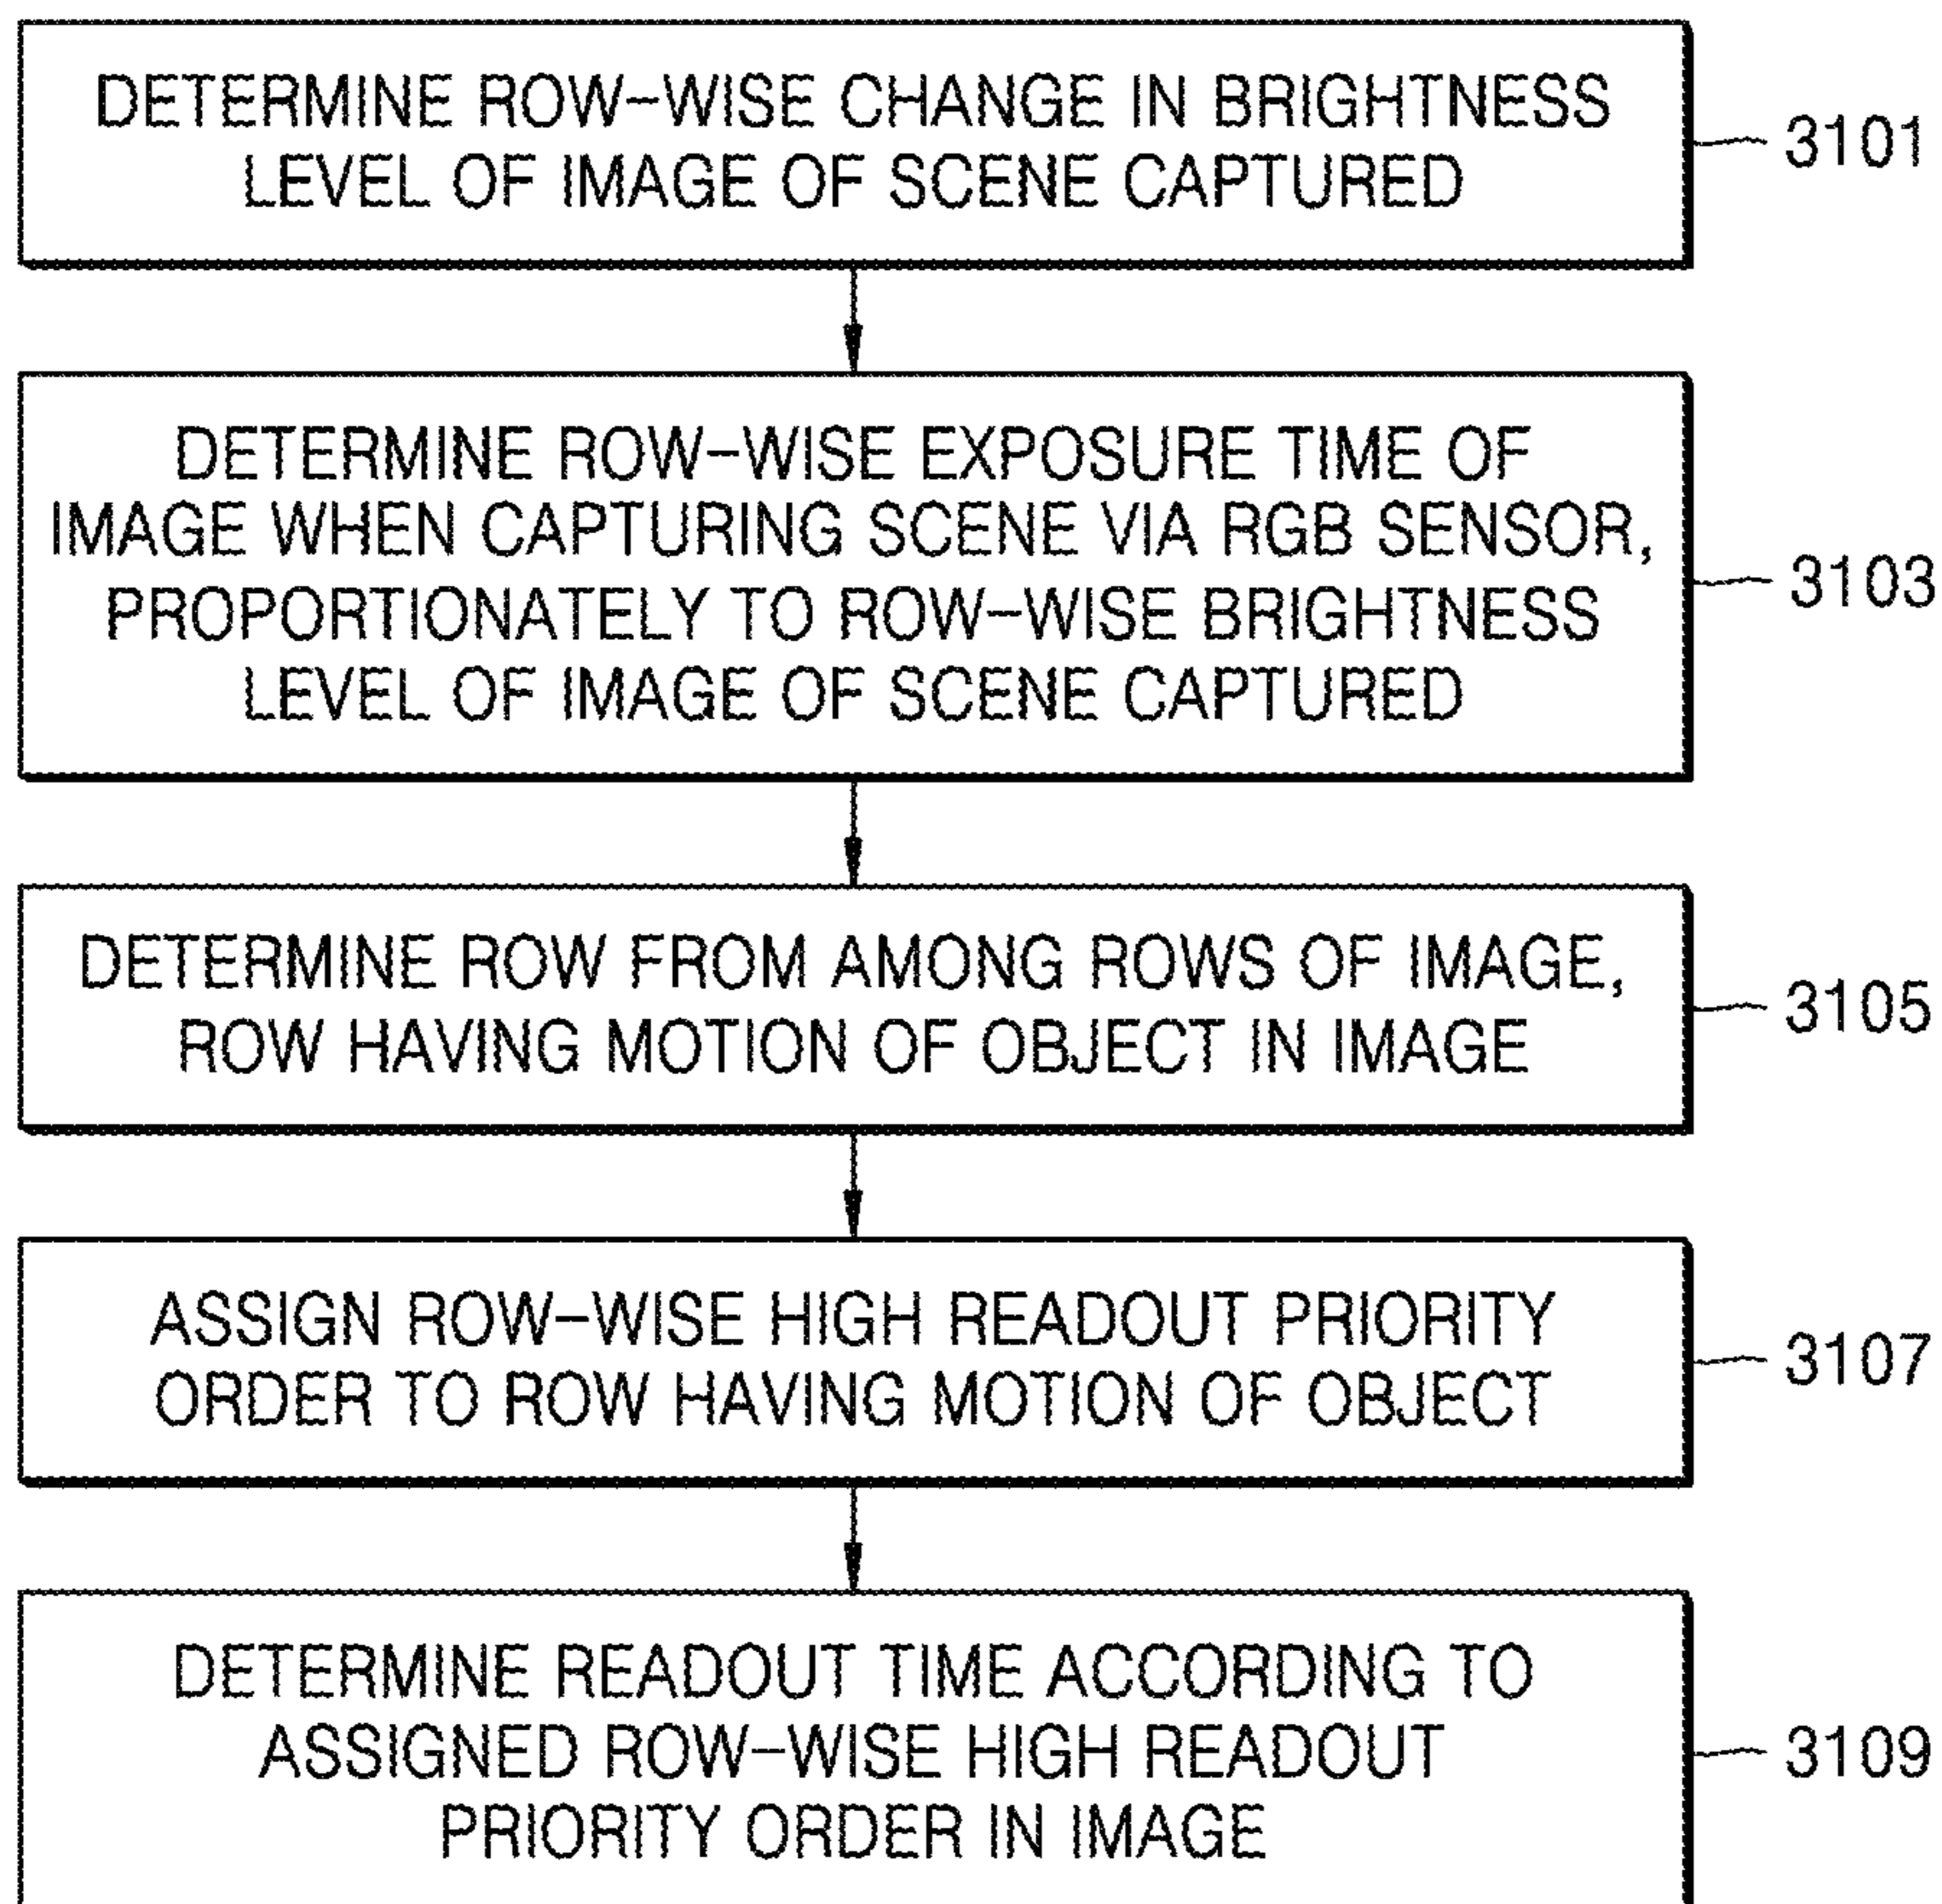 DETERMINE ROW-WISE CHANGE IN BRIGHTNESS
LEVEL OF IMAGE OF SCENE CAPTURED
3101
DETERMINE ROW-WISE EXPOSURE TIME OF
IMAGE WHEN CAPTURING SCENE VIA RGB SENSOR,
PROPORTIONATELY TO ROW-WISE BRIGHTNESS
LEVEL OF IMAGE OF SCENE CAPTURED
3103
DETERMINE ROW FROM AMONG ROWS OF IMAGE,
ROW HAVING MOTION OF OBJECT IN IMAGE
3105
ASSIGN ROW-WISE HIGH READOUT PRIORITY
ORDER TO ROW HAVING MOTION OF OBJECT
3107
DETERMINE READOUT TIME ACCORDING TO
ASSIGNED ROW-WISE HIGH READOUT
PRIORITY ORDER IN IMAGE
3109